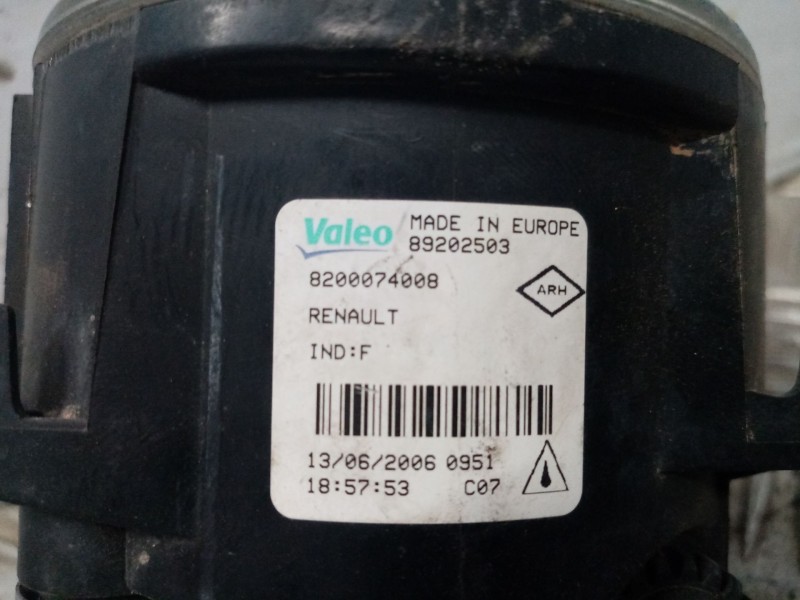 Valeo MADE IN EUROPE
89202503
8200074008
ARH
RENAULT
IND:F
13/06/2006 0951
18:57:53 C07